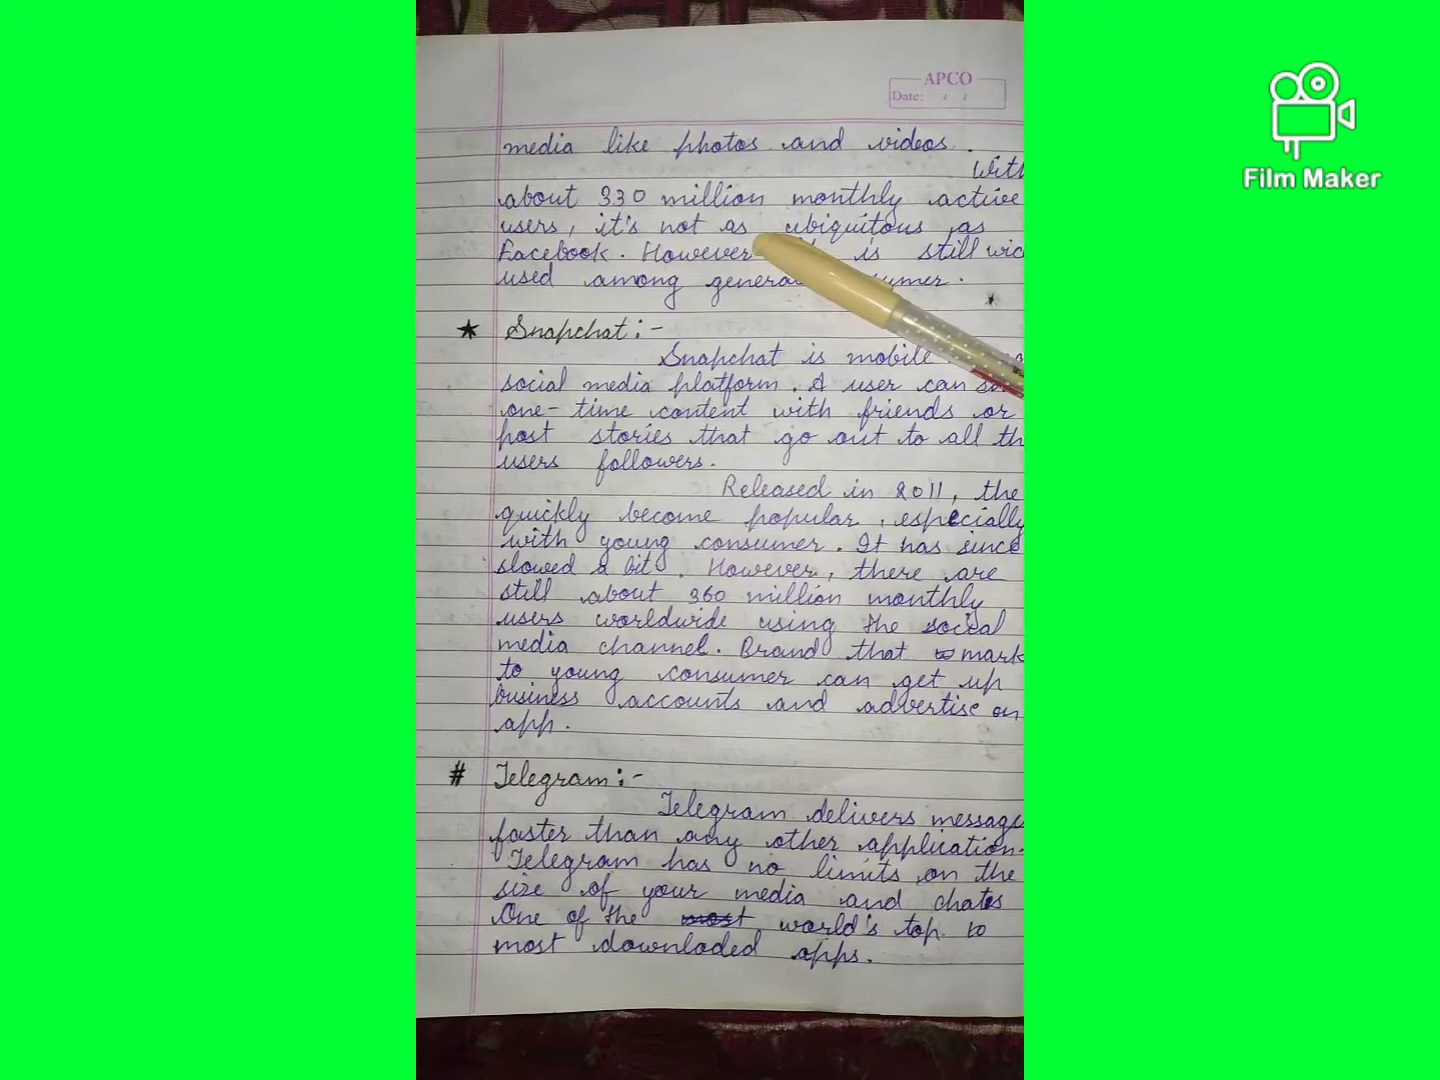 APCO
Date:
Film Maker
media like photos and videos.
With
about 330 million monthly active
users, it's not as ubiquitous as
Facebook. However is still
used among
★ Snapchat:-
Snapchat is mobile
social media platform. A user can
one-time content with friends or
post stories that go out to all
users followers.
Released in 2011, the
quickly become popular, especially
with young consumer. It has since
slowed a bit. However, there are
still about 360 million monthly
users worldwide using the social
media channel. Brand that
to young consumer can get up
business accounts and advertise on
app.
# Telegram:-
Telegram delivers message
faster than any other application.
Telegram has no limits on the
size of your media and chats
One of the most world's top 10
most downloded apps.